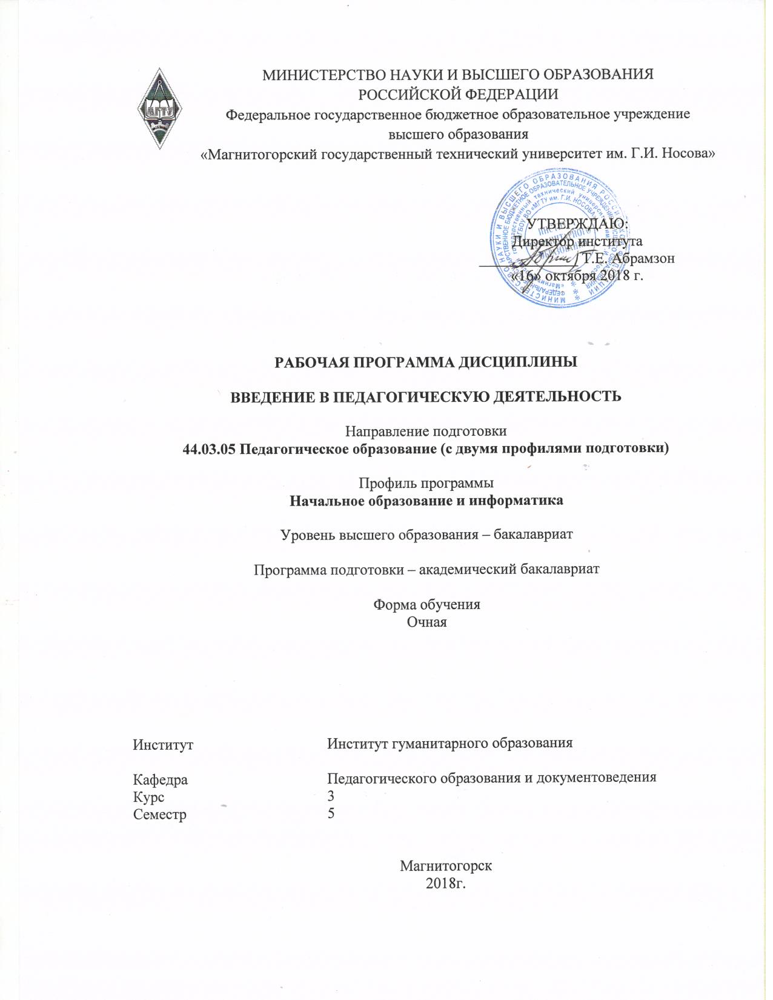 МИНИСТЕРСТВО НАУКИ И ВЫСШЕГО ОБРАЗОВАНИЯ
РОССИЙСКОЙ ФЕДЕРАЦИИ
Федеральное государственное бюджетное образовательное учреждение
высшего образования
«Магнитогорский государственный технический университет им. Г.И. Носова»
МГТУ
УТВЕРЖДАЮ:
Директор института
Т.Е. Абрамзон
«16» октября 2018 г.
РАБОЧАЯ ПРОГРАММА ДИСЦИПЛИНЫ
ВВЕДЕНИЕ В ПЕДАГОГИЧЕСКУЮ ДЕЯТЕЛЬНОСТЬ
Направление подготовки
44.03.05 Педагогическое образование (с двумя профилями подготовки)
Профиль программы
Начальное образование и информатика
Уровень высшего образования – бакалавриат
Программа подготовки – академический бакалавриат
Форма обучения
Очная
Институт Институт гуманитарного образования
Кафедра Педагогического образования и документоведения
Курс 3
Семестр 5
Магнитогорск
2018г.